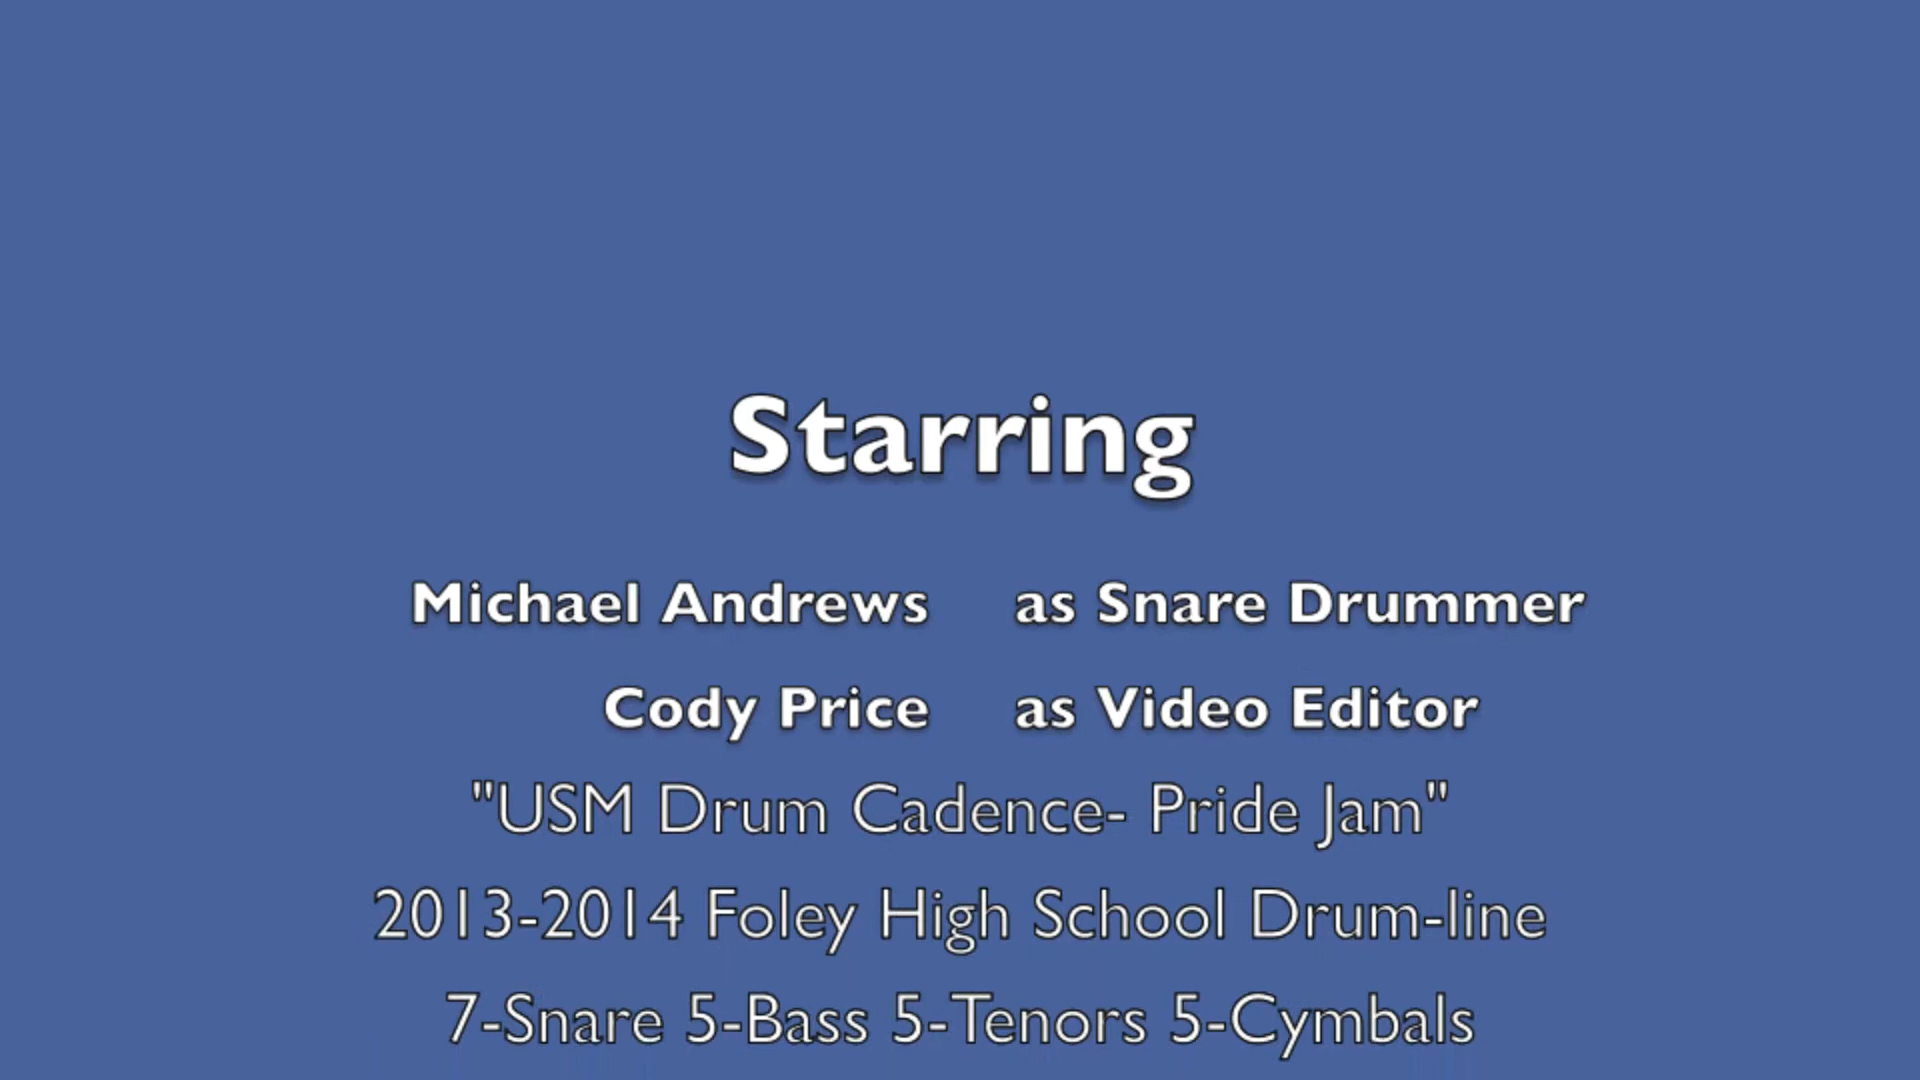 Starring
Michael Andrews as Snare Drummer
Cody Price as Video Editor
"USM Drum Cadence- Pride Jam"
2013-2014 Foley High School Drum-line
7-Snare 5-Bass 5-Tenors 5-Cymbals